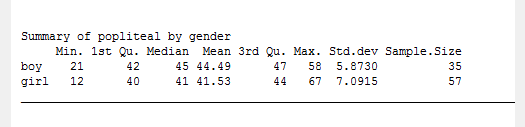 Summary of popliteal by gender
Min. 1st Qu. Median Mean 3rd Qu. Max. Std.dev Sample.Size
boy 21 42 45 44.49 47 58 5.8730 35
girl 12 40 41 41.53 44 67 7.0915 57